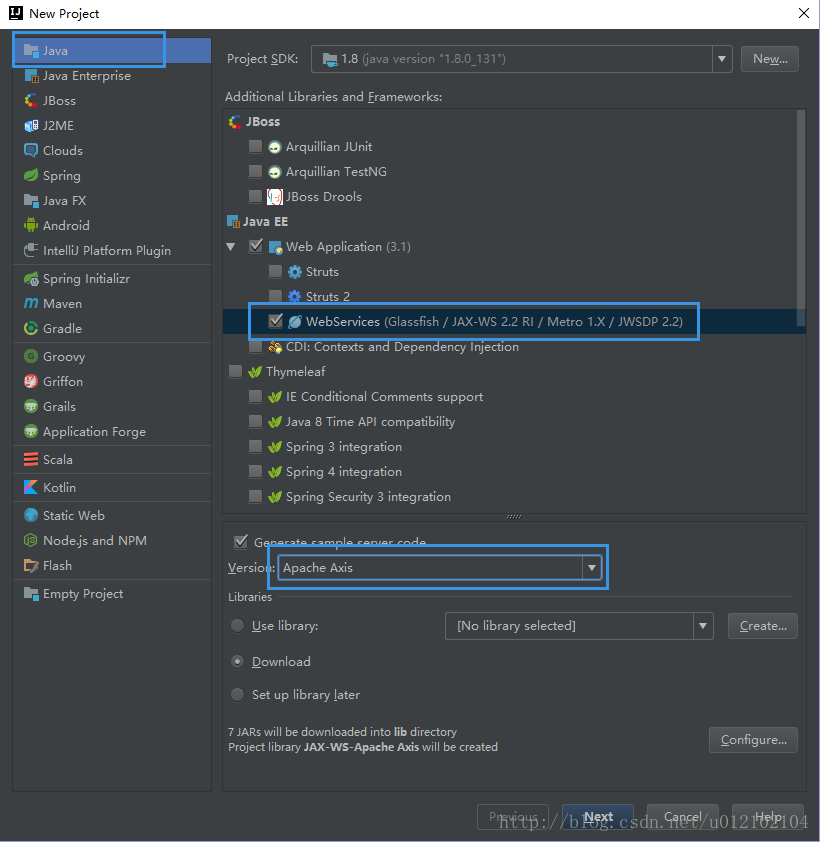 New Project
Java
Java Enterprise
JBoss
J2ME
Clouds
Spring
Java FX
Android
IntelliJ Platform Plugin
Spring Initializr
Maven
Gradle
Groovy
Griffon
Grails
Application Forge
Scala
Kotlin
Static Web
Node.js and NPM
Flash
Empty Project
Project SDK: 1.8 (java version "1.8.0_131") New...
Additional Libraries and Frameworks:
JBoss
Arquillian JUnit
Arquillian TestNG
JBoss Drools
Java EE
Web Application (3.1)
Struts
Struts 2
WebServices (Glassfish / JAX-WS 2.2 RI / Metro 1.X / JWSDP 2.2)
CDI: Contexts and Dependency Injection
Thymeleaf
IE Conditional Comments support
Java 8 Time API compatibility
Spring 3 integration
Spring 4 integration
Spring Security 3 integration
Generate sample server code
Version: Apache Axis
Libraries
Use library: [No library selected] Create...
Download
Set up library later
7 JARs will be downloaded into lib directory
Project library JAX-WS-Apache Axis will be created
Configure...
Previous Next Cancel Help
http://blog.csdn.net/u012102104